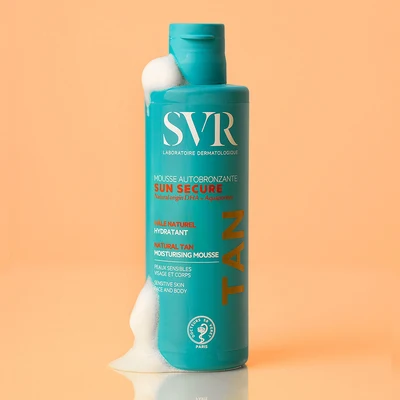 SVR
LABORATOIRE DERMATOLOGIQUE
MOUSSE AUTOBRONZANTE
SUN SECURE
HÂLE NATUREL
HYDRATANT
NATURAL TAN
MOISTURISING MOUSSE
PEAUX SENSIBLES
VISAGE ET CORPS
SENSITIVE SKIN
FACE AND BODY
TAN
PARIS